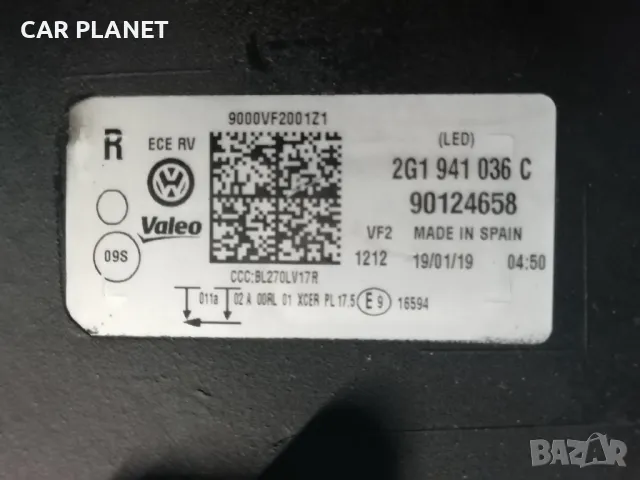 CAR PLANET
9000VF2001Z1
R
ECE RV
(LED)
2G1 941 036 C
90124658
Valeo
VF2 MADE IN SPAIN
09S
1212 19/01/19 04:50
CCC:BL270LV17R
011a 02 A 00RL 01 XCER PL 17.5 E9 16594
BAZAR